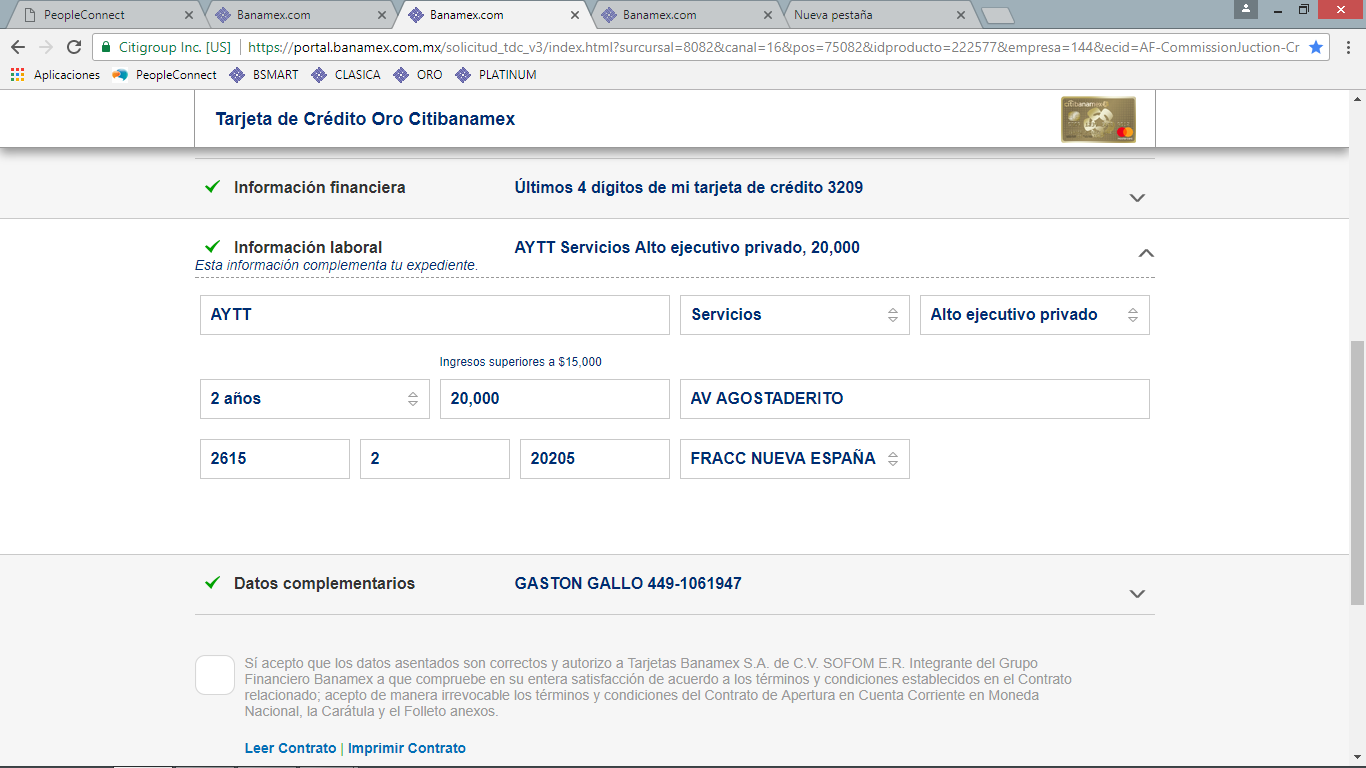 PeopleConnect
Banamex.com
Banamex.com
Banamex.com
Nueva pestaña
Citigroup Inc. [US] https://portal.banamex.com.mx/solicitud_tdc_v3/index.html?surcursal=8082&canal=16&pos=75082&idproducto=222577&empresa=144&ecid=AF-CommissionJuction-Cr
Aplicaciones PeopleConnect BSMART CLASICA ORO PLATINUM
Tarjeta de Crédito Oro Citibanamex
citibanamex
Información financiera Últimos 4 dígitos de mi tarjeta de crédito 3209
Información laboral AYTT Servicios Alto ejecutivo privado, 20,000
Esta información complementa tu expediente.
AYTT Servicios Alto ejecutivo privado
Ingresos superiores a $15,000
2 años 20,000 AV AGOSTADERITO
2615 2 20205 FRACC NUEVA ESPAÑA
Datos complementarios GASTON GALLO 449-1061947
Sí acepto que los datos asentados son correctos y autorizo a Tarjetas Banamex S.A. de C.V. SOFOM E.R. Integrante del Grupo
Financiero Banamex a que compruebe en su entera satisfacción de acuerdo a los términos y condiciones establecidos en el Contrato
relacionado; acepto de manera irrevocable los términos y condiciones del Contrato de Apertura en Cuenta Corriente en Moneda
Nacional, la Carátula y el Folleto anexos.
Leer Contrato | Imprimir Contrato